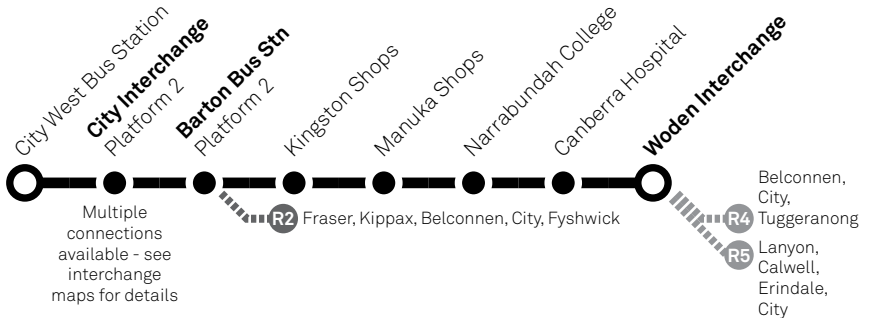 City West Bus Station
City Interchange
Platform 2
Barton Bus Stn
Platform 2
Kingston Shops
Manuka Shops
Narrabundah College
Canberra Hospital
Woden Interchange
Multiple
connections
available - see
interchange
maps for details
R2 Fraser, Kippax, Belconnen, City, Fyshwick
R4
Belconnen,
City,
Tuggeranong
R5
Lanyon,
Calwell,
Erindale,
City